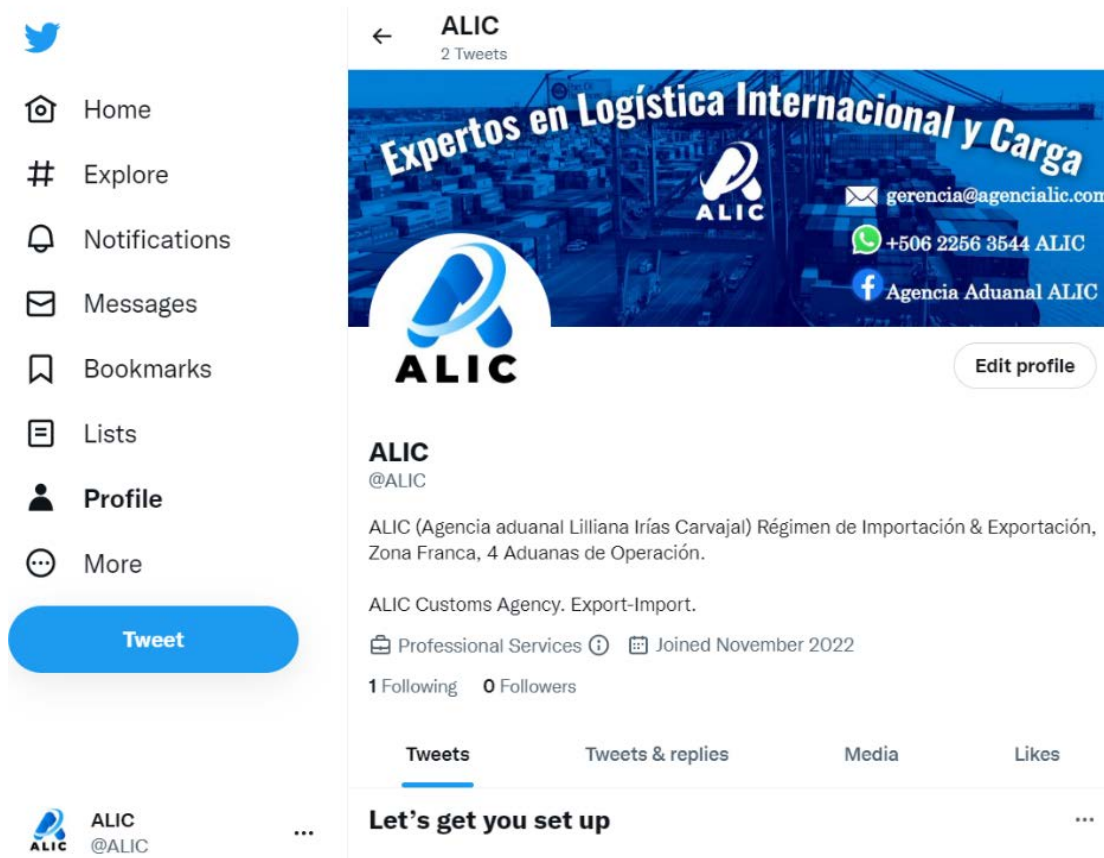 Home
Explore
Notifications
Messages
Bookmarks
Lists
Profile
More
Tweet
ALIC
@ALIC
ALIC
2 Tweets
Expertos en Logística Internacional y Carga
ALIC
gerencia@agencialic.com
+506 2256 3544 ALIC
Agencia Aduanal ALIC
ALIC
Edit profile
ALIC
@ALIC
ALIC (Agencia aduanal Lilliana Irías Carvajal) Régimen de Importación & Exportación,
Zona Franca, 4 Aduanas de Operación.
ALIC Customs Agency. Export-Import.
Professional Services Joined November 2022
1 Following 0 Followers
Tweets Tweets & replies Media Likes
Let's get you set up
ALIC